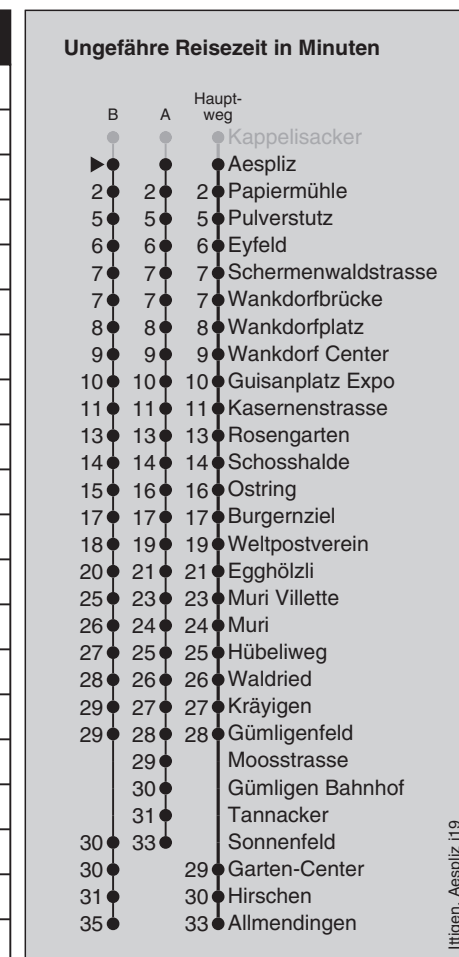 Ungefähre Reisezeit in Minuten
B A Haupt-
weg
Kappelisacker
Aespliz
2 2 2 Papiermühle
5 5 5 Pulverstutz
6 6 6 Eyfeld
7 7 7 Schermenwaldstrasse
7 7 7 Wankdorfbrücke
8 8 8 Wankdorfplatz
9 9 9 Wankdorf Center
10 10 10 Guisanplatz Expo
11 11 11 Kasernenstrasse
13 13 13 Rosengarten
14 14 14 Schosshalde
15 16 16 Ostring
17 17 17 Burgernziel
18 19 19 Weltpostverein
20 21 21 Egghölzli
25 23 23 Muri Villette
26 24 24 Muri
27 25 25 Hübeliweg
28 26 26 Waldried
29 27 27 Kräyigen
29 28 28 Gümligenfeld
29 Moosstrasse
30 Gümligen Bahnhof
31 Tannacker
30 33 Sonnenfeld
30 29 Garten-Center
31 30 Hirschen
35 33 Allmendingen
Ittigen, Aespliz j19